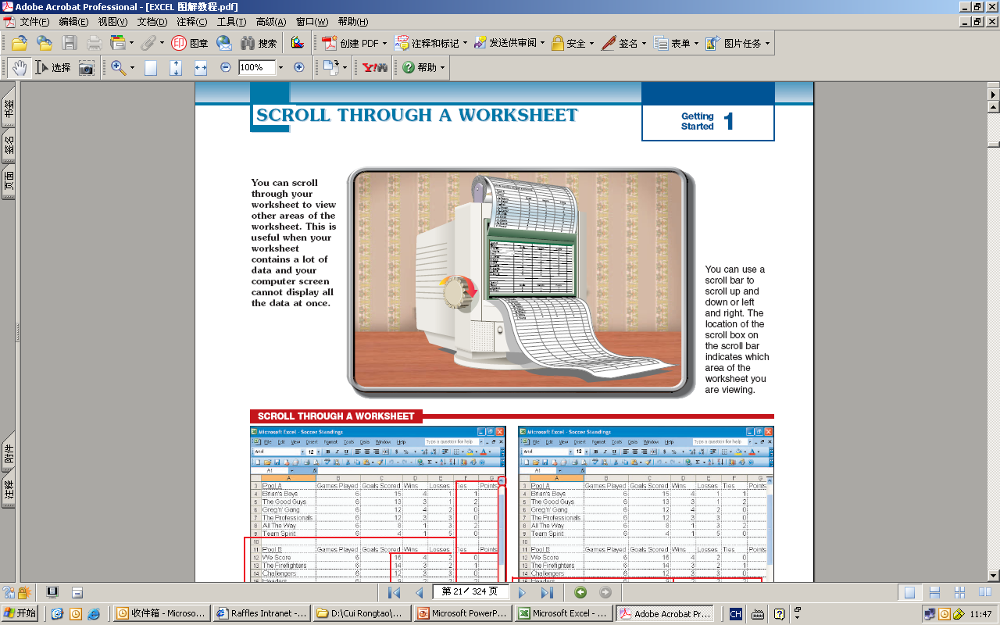 Adobe Acrobat Professional - [EXCEL 图解教程.pdf]
文件(F) 编辑(E) 视图(V) 文档(D) 注释(C) 工具(T) 高级(A) 窗口(W) 帮助(H)
图章 搜索 创建 PDF 注释和标记 发送供审阅 安全 签名 表单 图片任务
选择 100% Y! 帮助
书签
签名
页面
附件
注释
SCROLL THROUGH A WORKSHEET
Getting
Started 1
You can scroll
through your
worksheet to view
other areas of the
worksheet. This is
useful when your
worksheet
contains a lot of
data and your
computer screen
cannot display all
the data at once.
You can use a
scroll bar to
scroll up and
down or left
and right. The
location of the
scroll box on
the scroll bar
indicates which
area of the
worksheet you
are viewing.
SCROLL THROUGH A WORKSHEET
Microsoft Excel - Soccer Standings
File Edit View Insert Format Tools Data Window Help Type a question for help
Arial 12 B I U
A1 fx
A B C D E F G
3 Pool A Games Played Goals Scored Wins Losses Ties Points
4 Brian's Boys 6 15 4 1 1
5 The Good Guys 6 13 3 1 2
6 Greg'n' Gang 6 12 4 2 0
7 The Professionals 6 12 3 3 0
8 All The Way 6 8 1 3 2
9 Team Spirit 6 4 1 5 0
10
11 Pool B Games Played Goals Scored Wins Losses Ties Points
12 We Score 6 16 4 2 0
13 The Firefighters 6 14 3 2 1
14 Challengers 6 12 3 3 0
15 Headers 6 9 2
Microsoft Excel - Soccer Standings
File Edit View Insert Format Tools Data Window Help Type a question for help
Arial 12 B I U
A1 fx
A B C D E F G
3 Pool A Games Played Goals Scored Wins Losses Ties Points
4 Brian's Boys 6 15 4 1 1
5 The Good Guys 6 13 3 1 2
6 Greg'n' Gang 6 12 4 2 0
7 The Professionals 6 12 3 3 0
8 All The Way 6 8 1 3 2
9 Team Spirit 6 4 1 5 0
10
11 Pool B Games Played Goals Scored Wins Losses Ties Points
12 We Score 6 16 4 2 0
13 The Firefighters 6 14 3 2 1
14 Challengers 6 12 3 3 0
15 Headers
第 21 / 324 页
开始 收件箱 - Microso... Raffles Intranet -... D:\Cui Rongtao\... Microsoft PowerP... Microsoft Excel - ... Adobe Acrobat Pr... CH 11:47